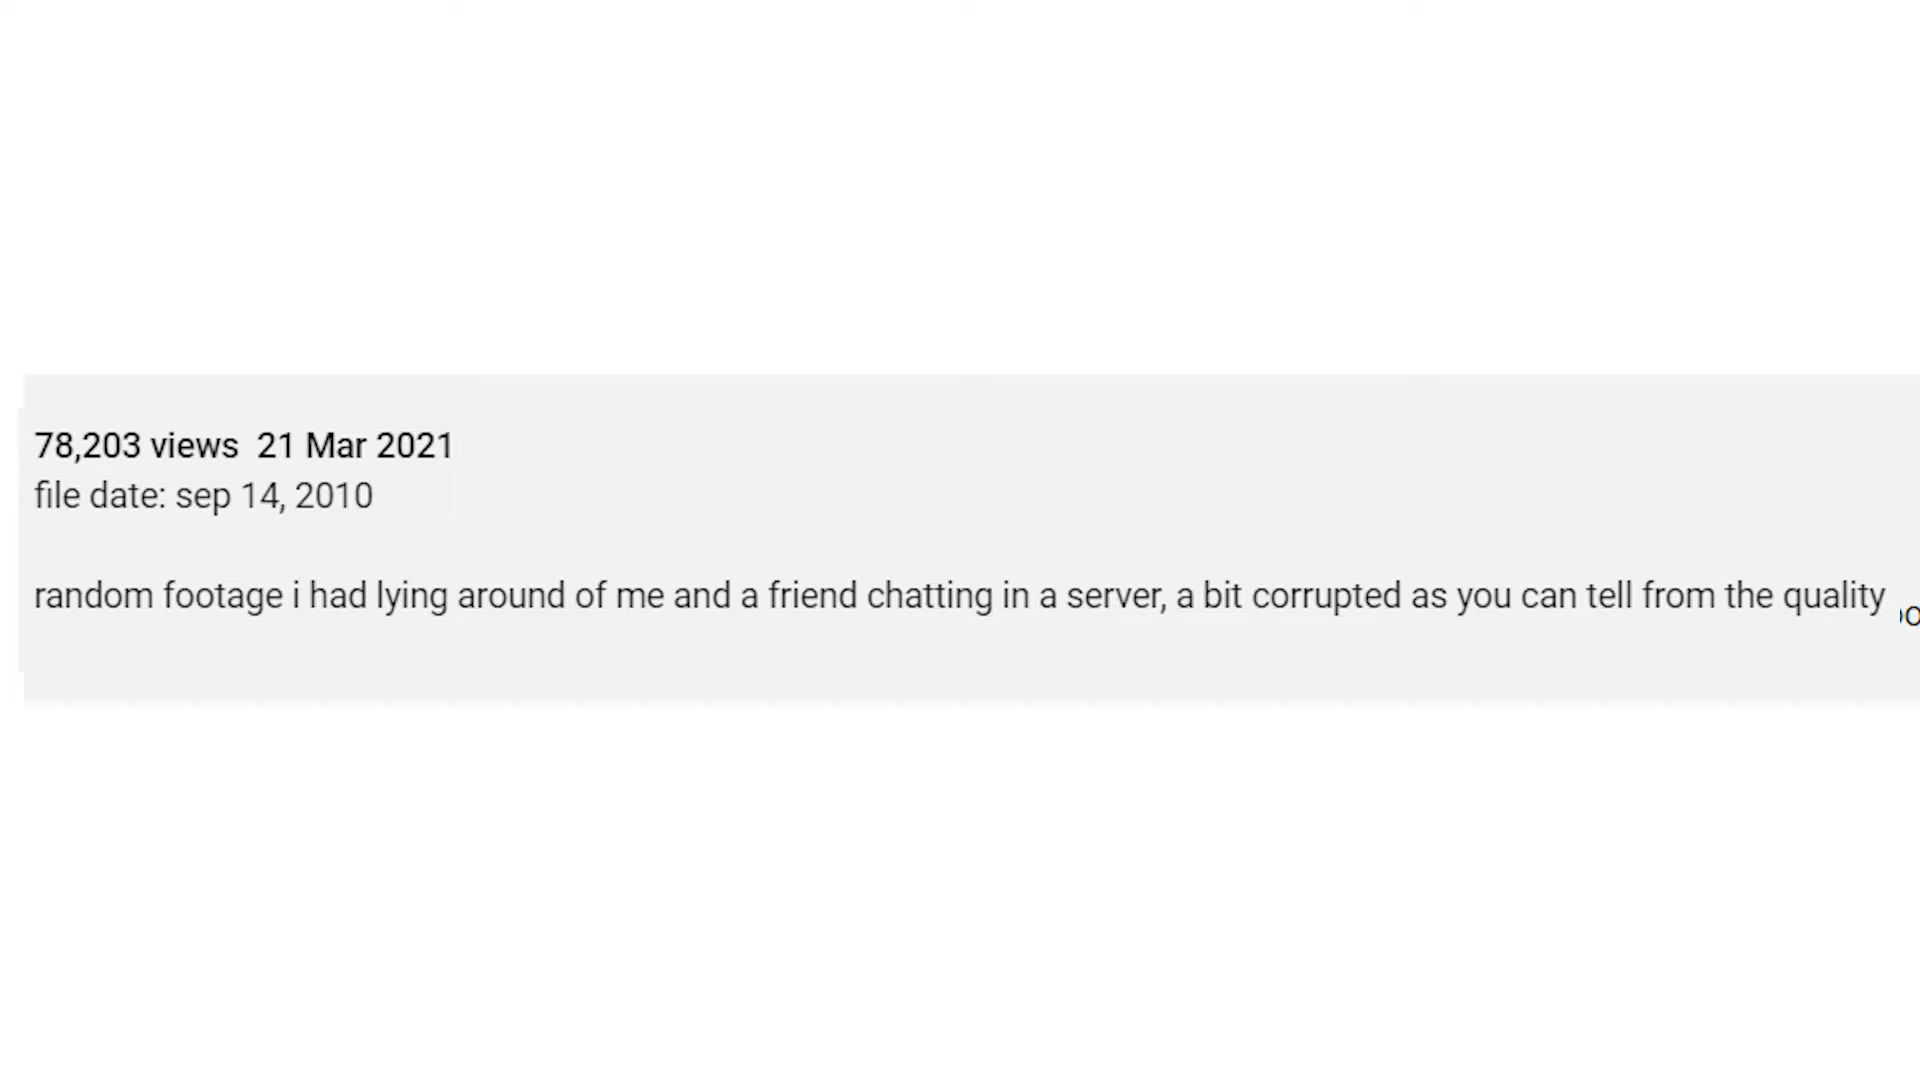 78,203 views 21 Mar 2021
file date: sep 14, 2010
random footage i had lying around of me and a friend chatting in a server, a bit corrupted as you can tell from the quality